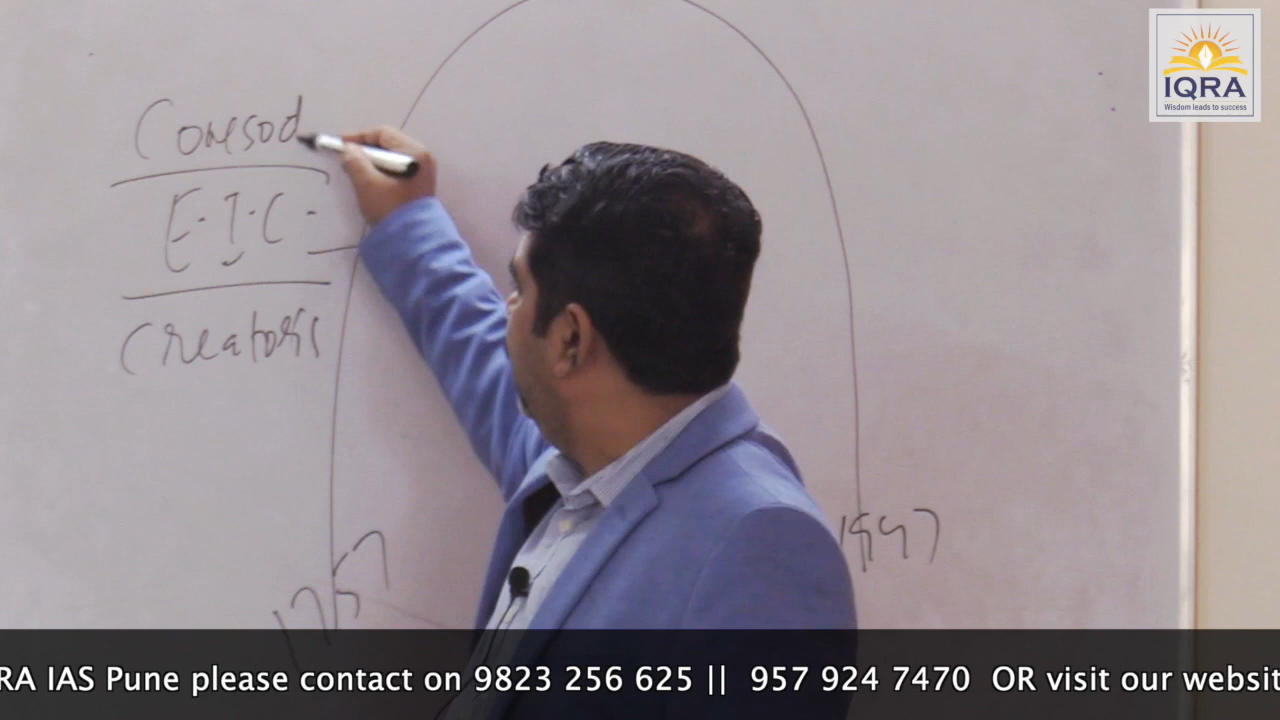 Consod
E.I.C.
Creators
1757
1947
IQRA
Wisdom leads to success
RA IAS Pune please contact on 9823 256 625 || 957 924 7470 OR visit our websit